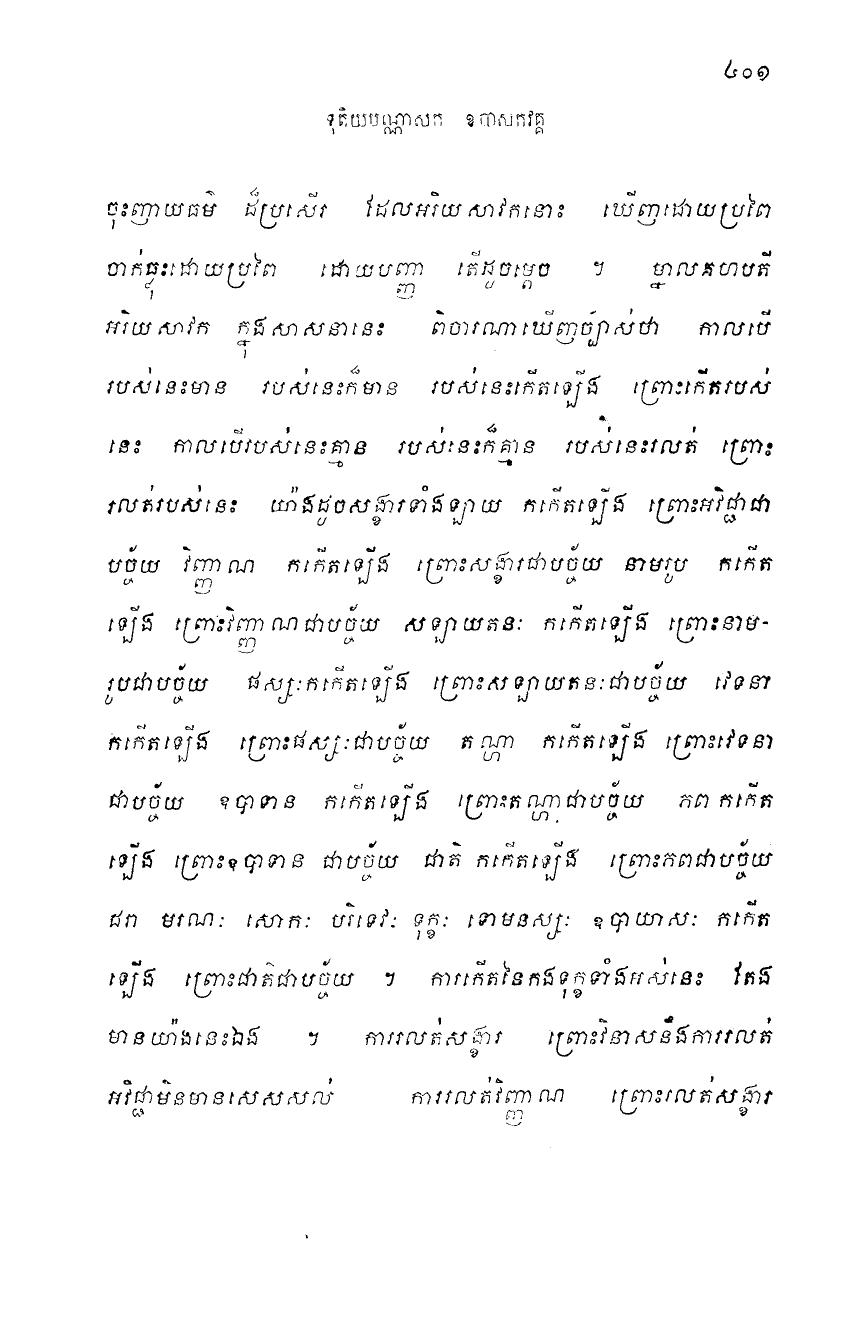 ៤០១
ទុតិយបណ្ណាសក ឧបាសកវគ្គ
ចុះញាយធម៌ ដ៏ប្រសើរ ដែលអរិយសាវកនោះ ឃើញដោយប្រពៃ
ចាក់ធ្លុះដោយប្រពៃ ដោយបញ្ញា តើដូចម្តេច ។ ម្នាលគហបតី
អរិយសាវក ក្នុងសាសនានេះ ពិចារណាឃើញច្បាស់ថា កាលបើ
របស់នេះមាន របស់នេះក៏មាន របស់នេះកើតឡើង ព្រោះកើតរបស់
នេះ កាលបើរបស់នេះគ្មាន របស់នេះក៏គ្មាន របស់នេះរលត់ ព្រោះ
រលត់របស់នេះ យ៉ាងដូចសង្ខារទាំងឡាយ កកើតឡើង ព្រោះអវិជ្ជាជា
បច្ច័យ វិញ្ញាណ កកើតឡើង ព្រោះសង្ខារជាបច្ច័យ នាមរូប កកើត
ឡើង ព្រោះវិញ្ញាណជាបច្ច័យ សឡាយតនៈ កកើតឡើង ព្រោះនាម-
រូបជាបច្ច័យ ផស្សៈកកើតឡើង ព្រោះសឡាយតនៈជាបច្ច័យ វេទនា
កកើតឡើង ព្រោះផស្សៈជាបច្ច័យ តណ្ហា កកើតឡើង ព្រោះវេទនា
ជាបច្ច័យ ឧបាទាន កកើតឡើង ព្រោះតណ្ហាជាបច្ច័យ ភព កកើត
ឡើង ព្រោះឧបាទាន ជាបច្ច័យ ជាតិ កកើតឡើង ព្រោះភពជាបច្ច័យ
ជរា មរណៈ សោកៈ បរិទេវៈ ទុក្ខៈ ទោមនស្សៈ ឧបាយាសៈ កកើត
ឡើង ព្រោះជាតិជាបច្ច័យ ។ ការកើតនៃកងទុក្ខទាំងអស់នេះ តែង
មានយ៉ាងនេះឯង ។ ការរលត់សង្ខារ ព្រោះវិនាសនឹងការរលត់
អវិជ្ជាមិនមានសេសសល់ ការរលត់វិញ្ញាណ ព្រោះរលត់សង្ខារ